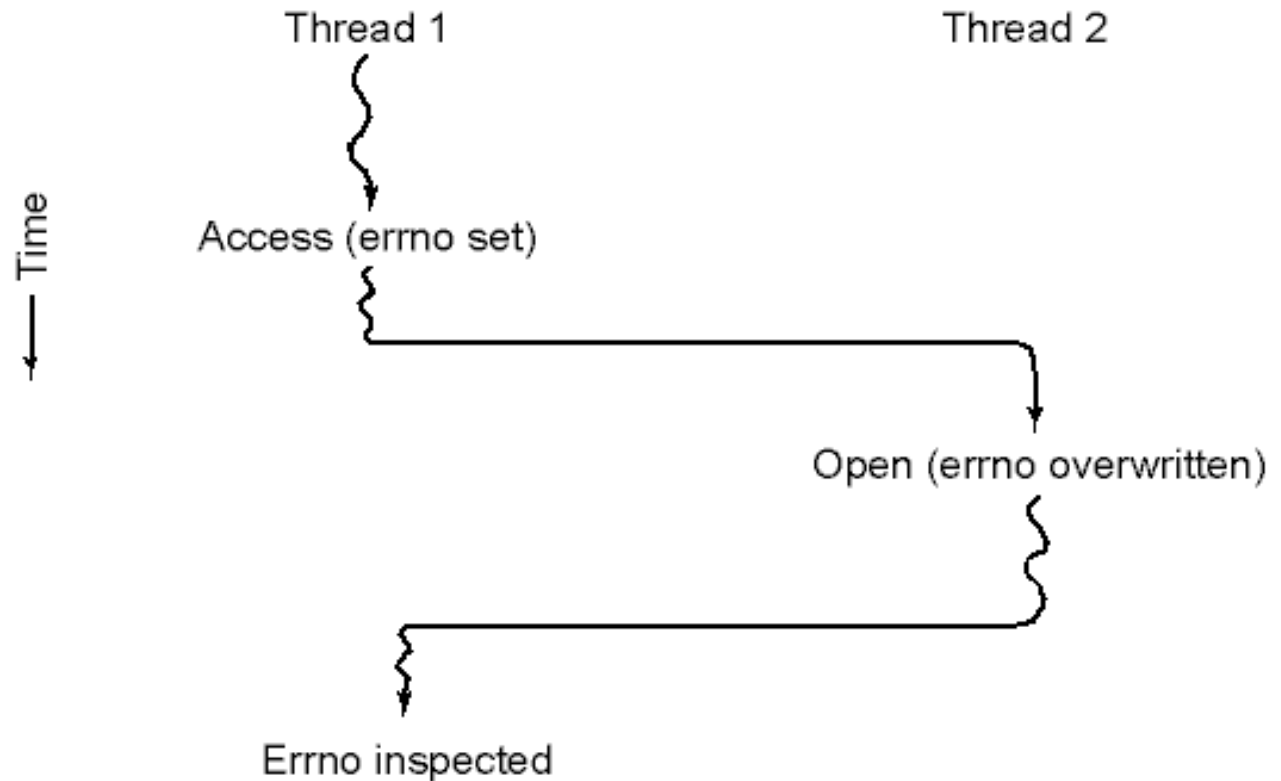 Thread 1
Thread 2
Time
Access (errno set)
Open (errno overwritten)
Errno inspected